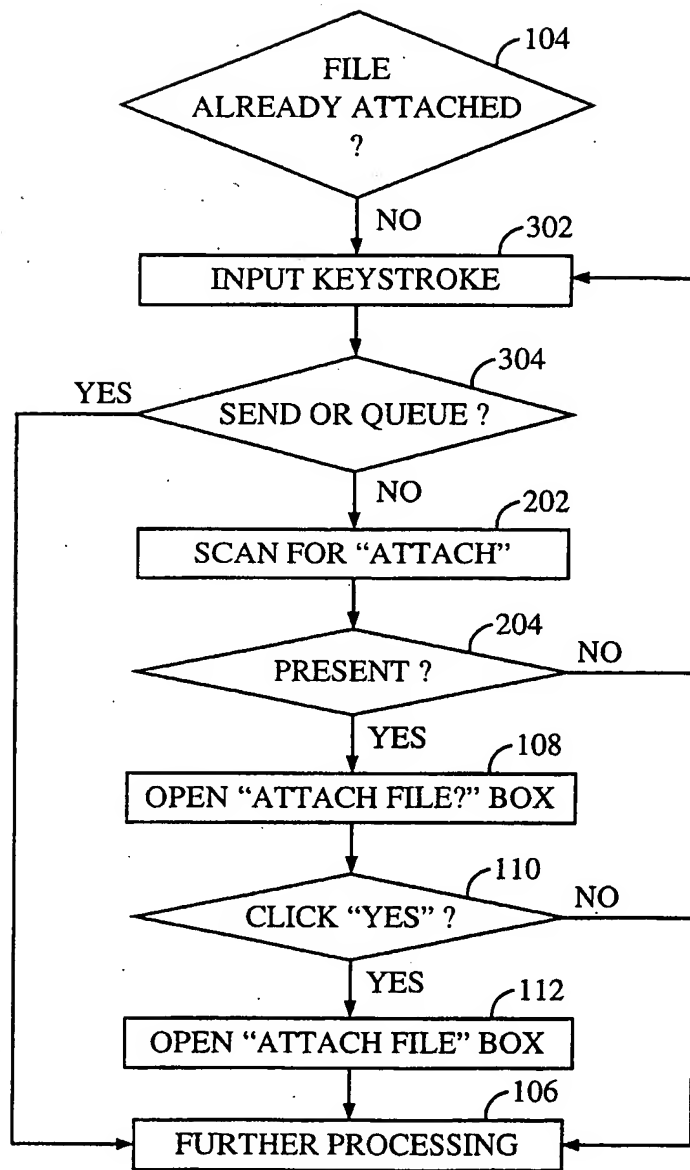 104
FILE
ALREADY ATTACHED
?
NO
302
INPUT KEYSTROKE
304
YES
SEND OR QUEUE ?
NO
202
SCAN FOR “ATTACH”
204
PRESENT ?
NO
YES
108
OPEN “ATTACH FILE?” BOX
110
CLICK “YES” ?
NO
YES
112
OPEN “ATTACH FILE” BOX
106
FURTHER PROCESSING